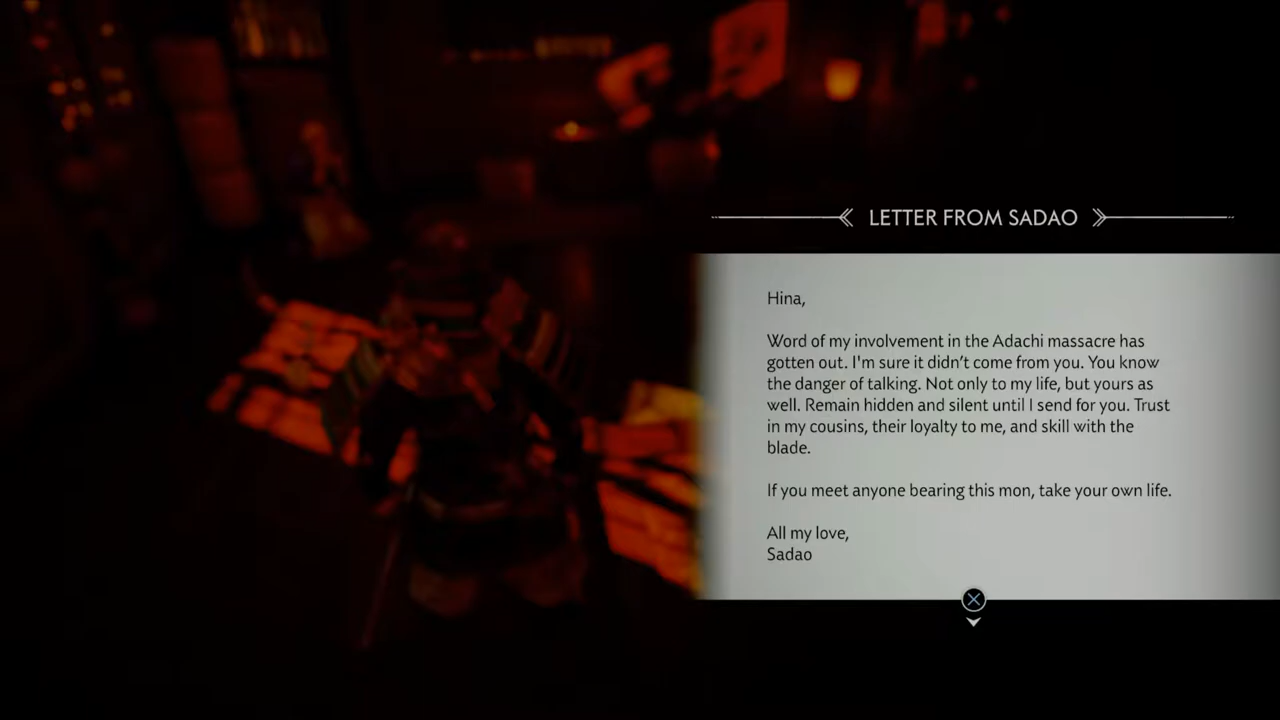 LETTER FROM SADAO
Hina,
Word of my involvement in the Adachi massacre has
gotten out. I'm sure it didn't come from you. You know
the danger of talking. Not only to my life, but yours as
well. Remain hidden and silent until I send for you. Trust
in my cousins, their loyalty to me, and skill with the
blade.
If you meet anyone bearing this mon, take your own life.
All my love,
Sadao